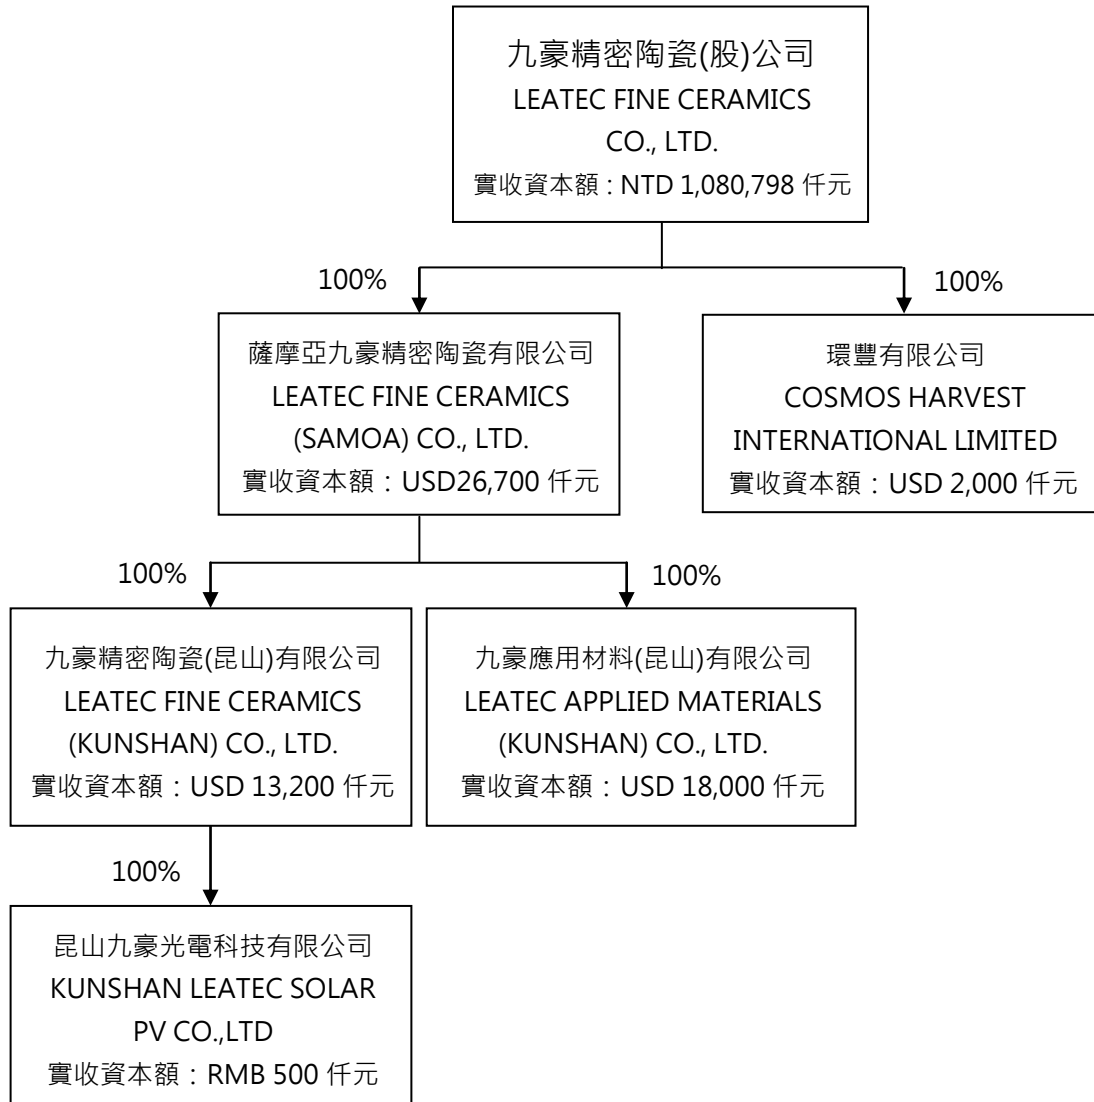 九豪精密陶瓷(股)公司
LEATEC FINE CERAMICS
CO., LTD.
實收資本額：NTD 1,080,798 仟元
100%
100%
薩摩亞九豪精密陶瓷有限公司
LEATEC FINE CERAMICS
(SAMOA) CO., LTD.
實收資本額：USD26,700 仟元
環豐有限公司
COSMOS HARVEST
INTERNATIONAL LIMITED
實收資本額：USD 2,000 仟元
100%
100%
九豪精密陶瓷(昆山)有限公司
LEATEC FINE CERAMICS
(KUNSHAN) CO., LTD.
實收資本額：USD 13,200 仟元
九豪應用材料(昆山)有限公司
LEATEC APPLIED MATERIALS
(KUNSHAN) CO., LTD.
實收資本額：USD 18,000 仟元
100%
昆山九豪光電科技有限公司
KUNSHAN LEATEC SOLAR
PV CO.,LTD
實收資本額：RMB 500 仟元